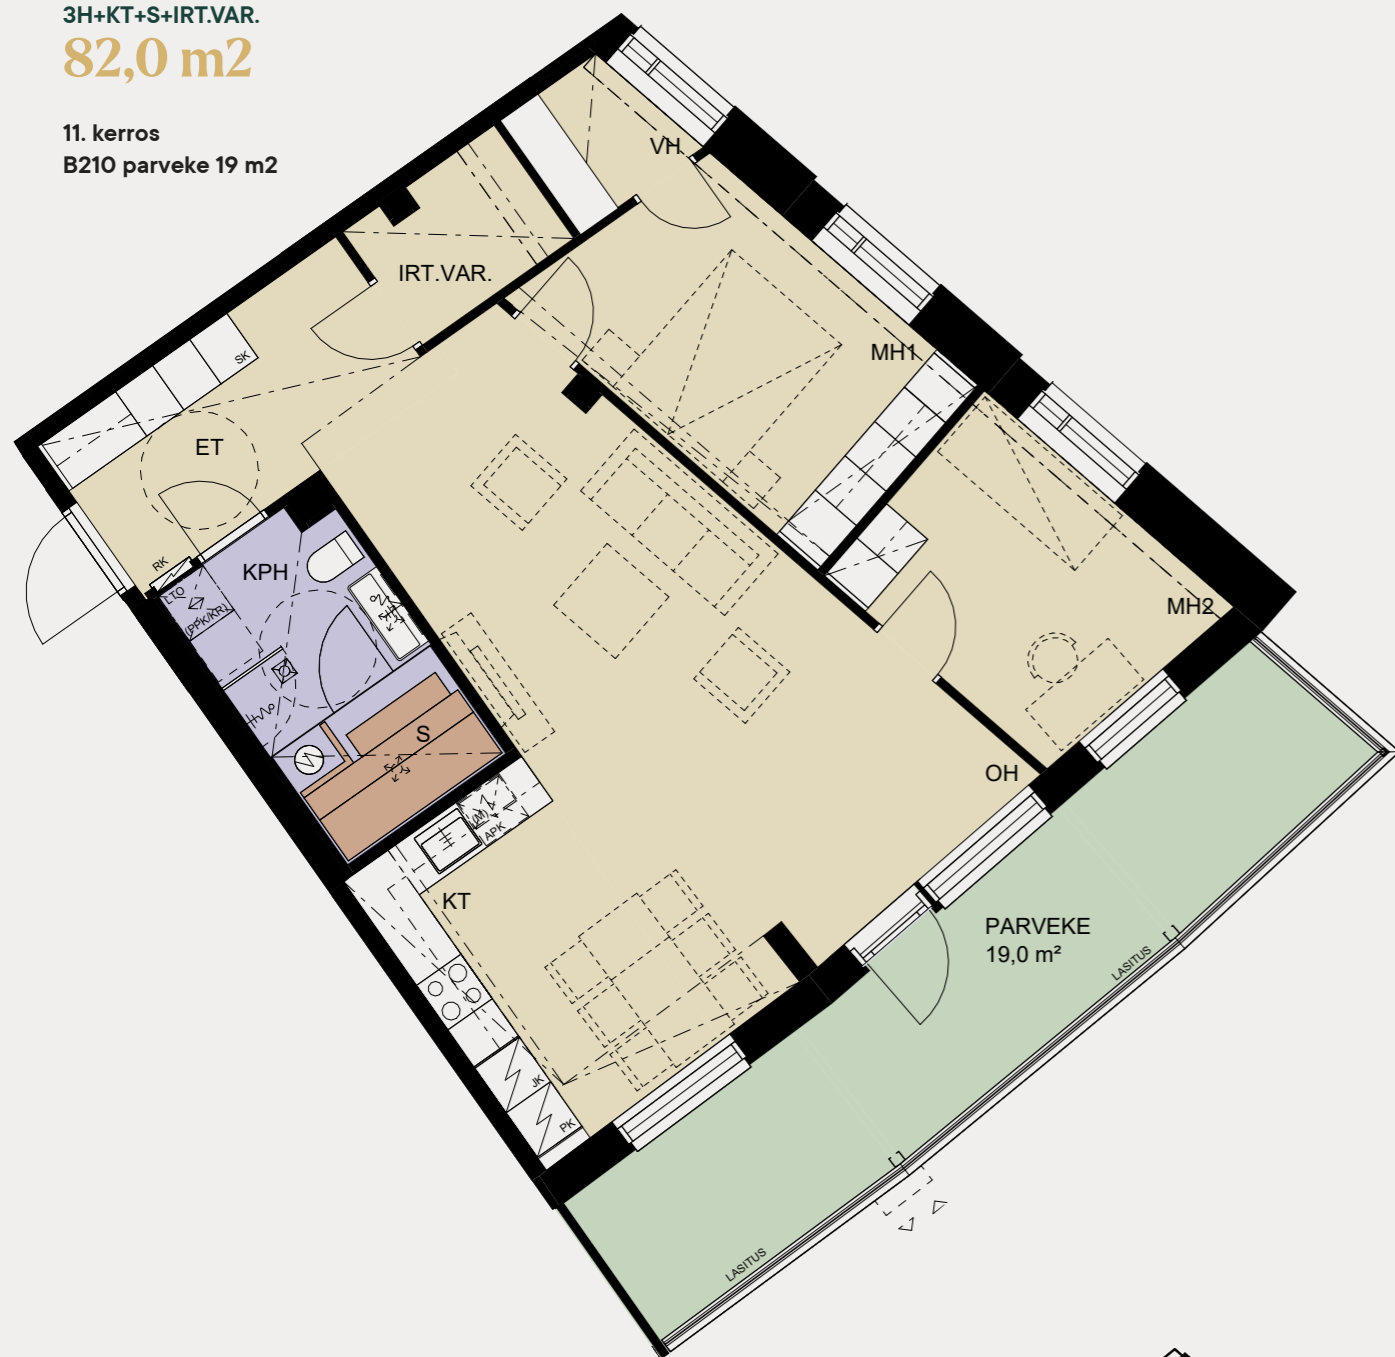 3H+KT+S+IRT.VAR.
82,0 m2
11. kerros
B210 parveke 19 m2
VH
IRT.VAR.
MH1
SK
ET
RK
KPH
LTO
(PPK/KR)
MH2
S
OH
(M)
APK
KT
PARVEKE
19,0 m²
LASITUS
JK
PK
LASITUS